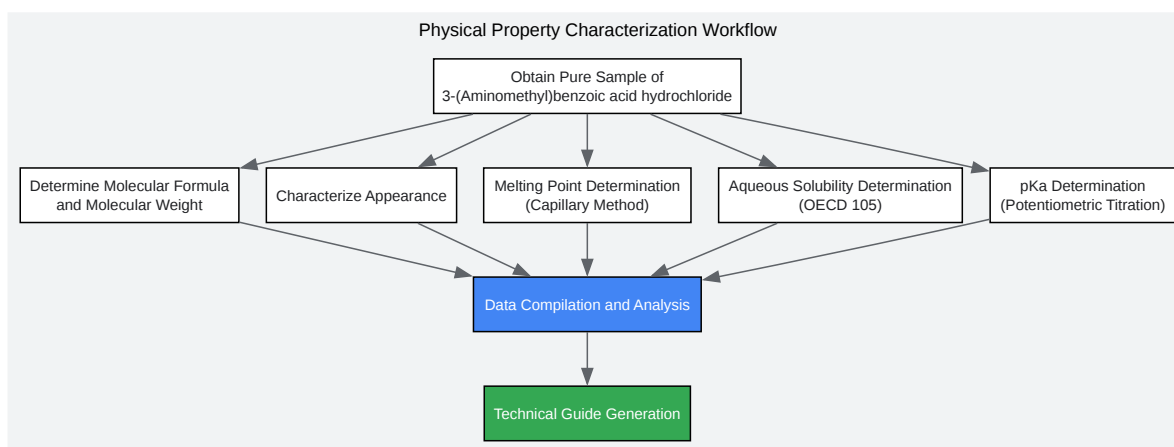 Physical Property Characterization Workflow
Obtain Pure Sample of
3-(Aminomethyl)benzoic acid hydrochloride
Determine Molecular Formula
and Molecular Weight
Characterize Appearance
Melting Point Determination
(Capillary Method)
Aqueous Solubility Determination
(OECD 105)
pKa Determination
(Potentiometric Titration)
Data Compilation and Analysis
Technical Guide Generation